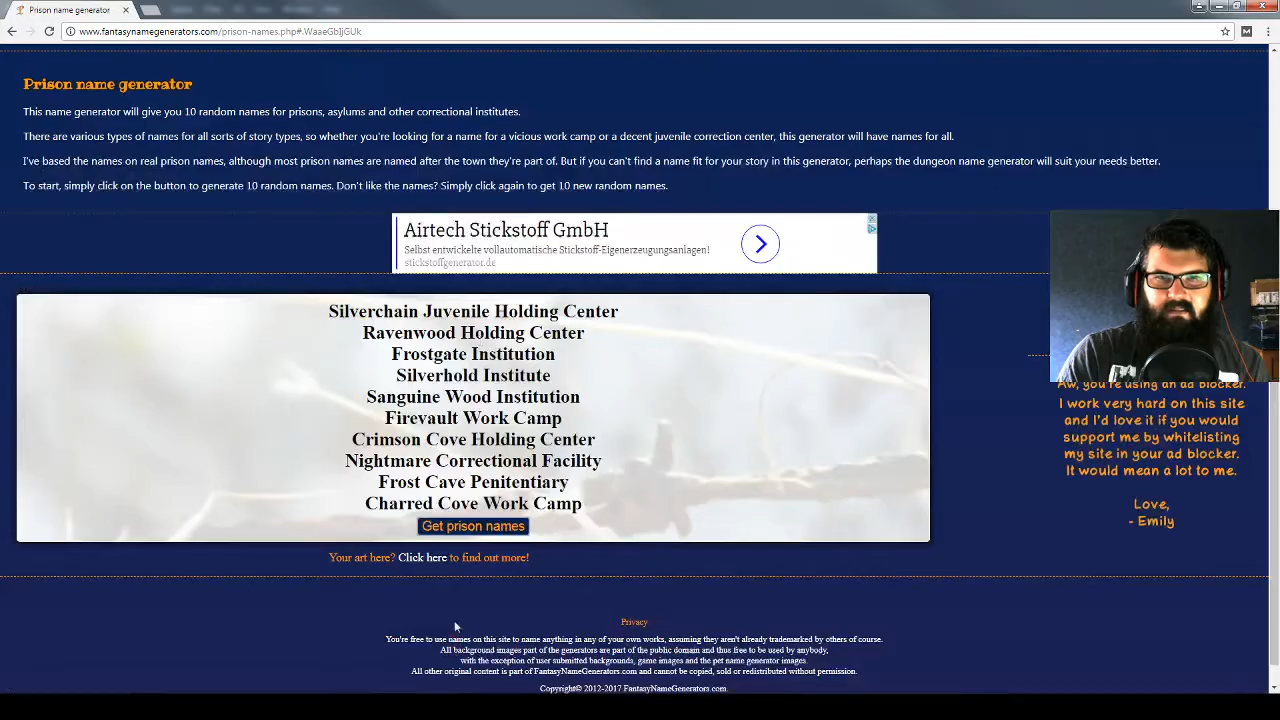 Prison name generator
www.fantasynamegenerators.com/prison-names.php#.WaaeGbIjGUk
Prison name generator
This name generator will give you 10 random names for prisons, asylums and other correctional institutes.
There are various types of names for all sorts of story types, so whether you're looking for a name for a vicious work camp or a decent juvenile correction center, this generator will have names for all.
I've based the names on real prison names, although most prison names are named after the town they're part of. But if you can't find a name fit for your story in this generator, perhaps the dungeon name generator will suit your needs better.
To start, simply click on the button to generate 10 random names. Don't like the names? Simply click again to get 10 new random names.
Airtech Stickstoff GmbH
Selbst entwickelte vollautomatische Stickstoff-Eigenerzeugungsanlagen!
stickstoffgenerator.de
Silverchain Juvenile Holding Center
Ravenwood Holding Center
Frostgate Institution
Silverhold Institute
Sanguine Wood Institution
Firevault Work Camp
Crimson Cove Holding Center
Nightmare Correctional Facility
Frost Cave Penitentiary
Charred Cove Work Camp
Get prison names
Your art here? Click here to find out more!
Aw, you're using an ad blocker.
I work very hard on this site
and I'd love it if you would
support me by whitelisting
my site in your ad blocker.
It would mean a lot to me.
Love,
- Emily
Privacy
You're free to use names on this site to name anything in any of your own works, assuming they aren't already trademarked by others of course.
All background images part of the generators are part of the public domain and thus free to be used by anybody,
with the exception of user submitted backgrounds, game images and the pet name generator images.
All other original content is part of FantasyNameGenerators.com and cannot be copied, sold or redistributed without permission.
Copyright© 2012-2017 FantasyNameGenerators.com.